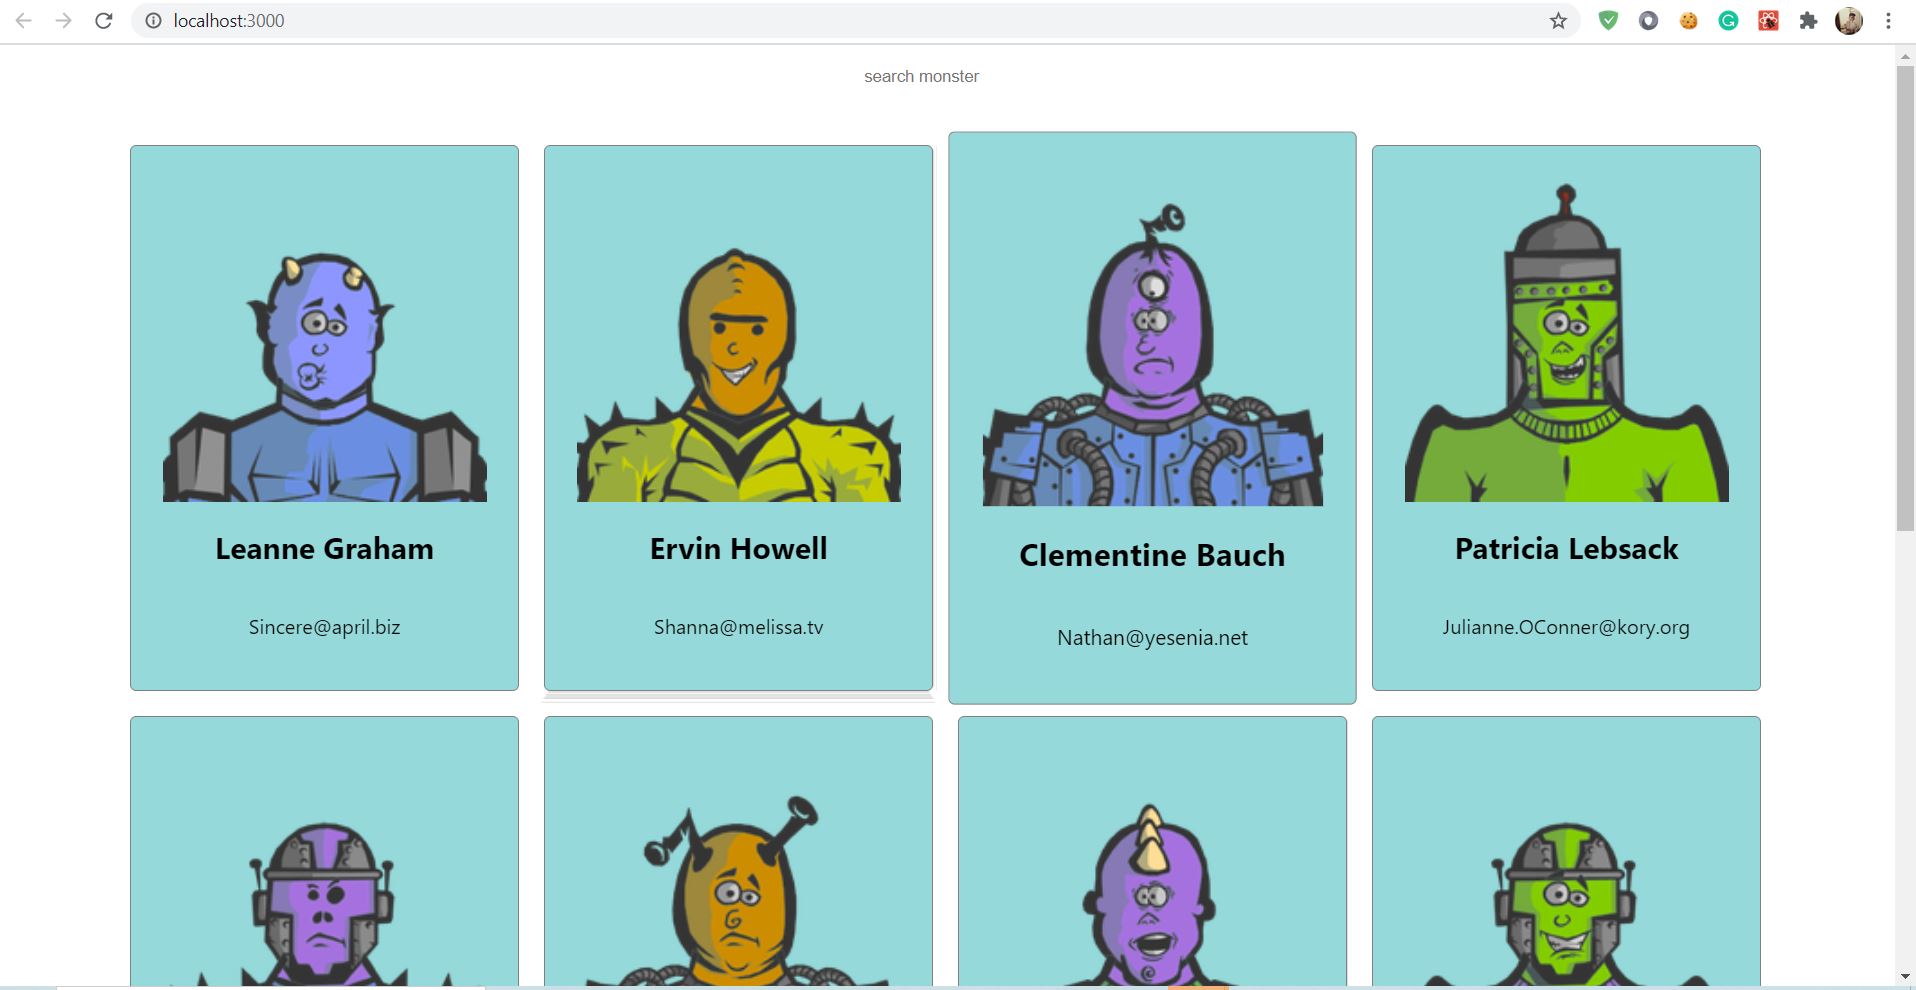 localhost:3000
search monster
Leanne Graham
Ervin Howell
Clementine Bauch
Patricia Lebsack
Sincere@april.biz
Shanna@melissa.tv
Nathan@yesenia.net
Julianne.OConner@kory.org